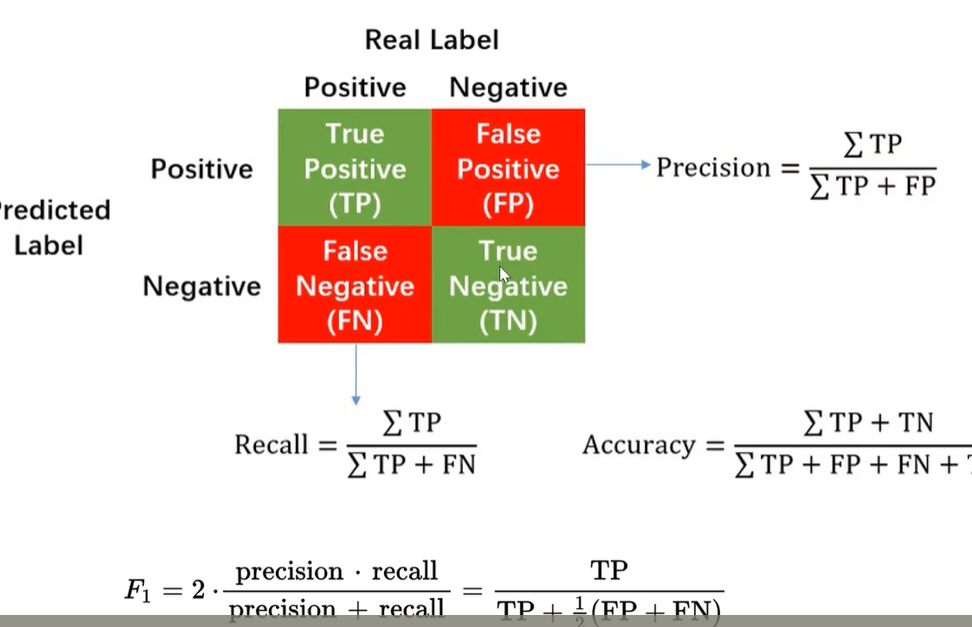 Real Label
Positive Negative
True Positive (TP)
False Positive (FP)
Positive
Predicted Label
False Negative (FN)
True Negative (TN)
Negative
Precision = ∑ TP / ∑ TP + FP
Recall = ∑ TP / ∑ TP + FN
Accuracy = ∑ TP + TN / ∑ TP + FP + FN +
F₁ = 2 · precision · recall / precision + recall = TP / TP + ½(FP + FN)